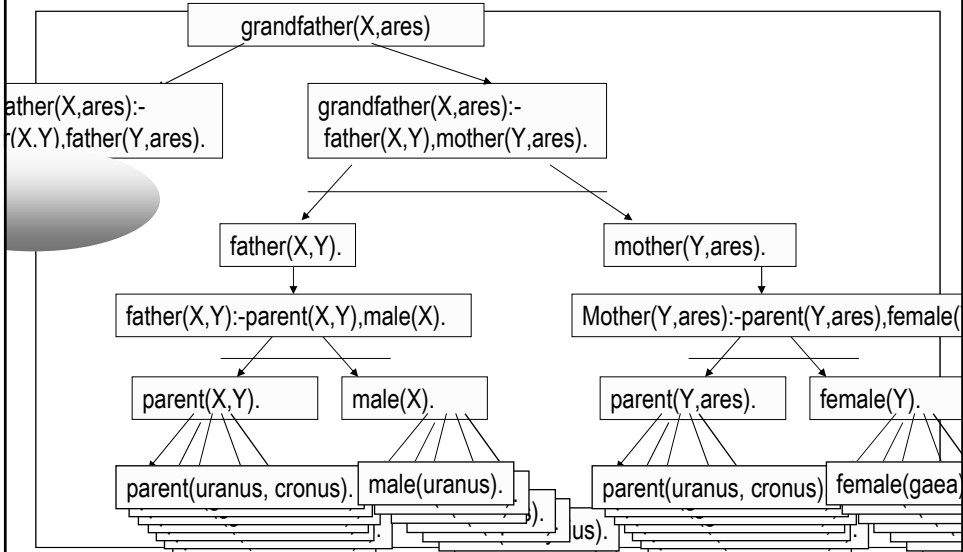 grandfather(X,ares)
ather(X,ares):-
(X,Y),father(Y,ares).
grandfather(X,ares):-
father(X,Y),mother(Y,ares).
father(X,Y).
mother(Y,ares).
father(X,Y):-parent(X,Y),male(X).
Mother(Y,ares):-parent(Y,ares),female(
parent(X,Y).
male(X).
parent(Y,ares).
female(Y).
parent(uranus, cronus).
male(uranus).
parent(uranus, cronus)
female(gaea)
).
us).